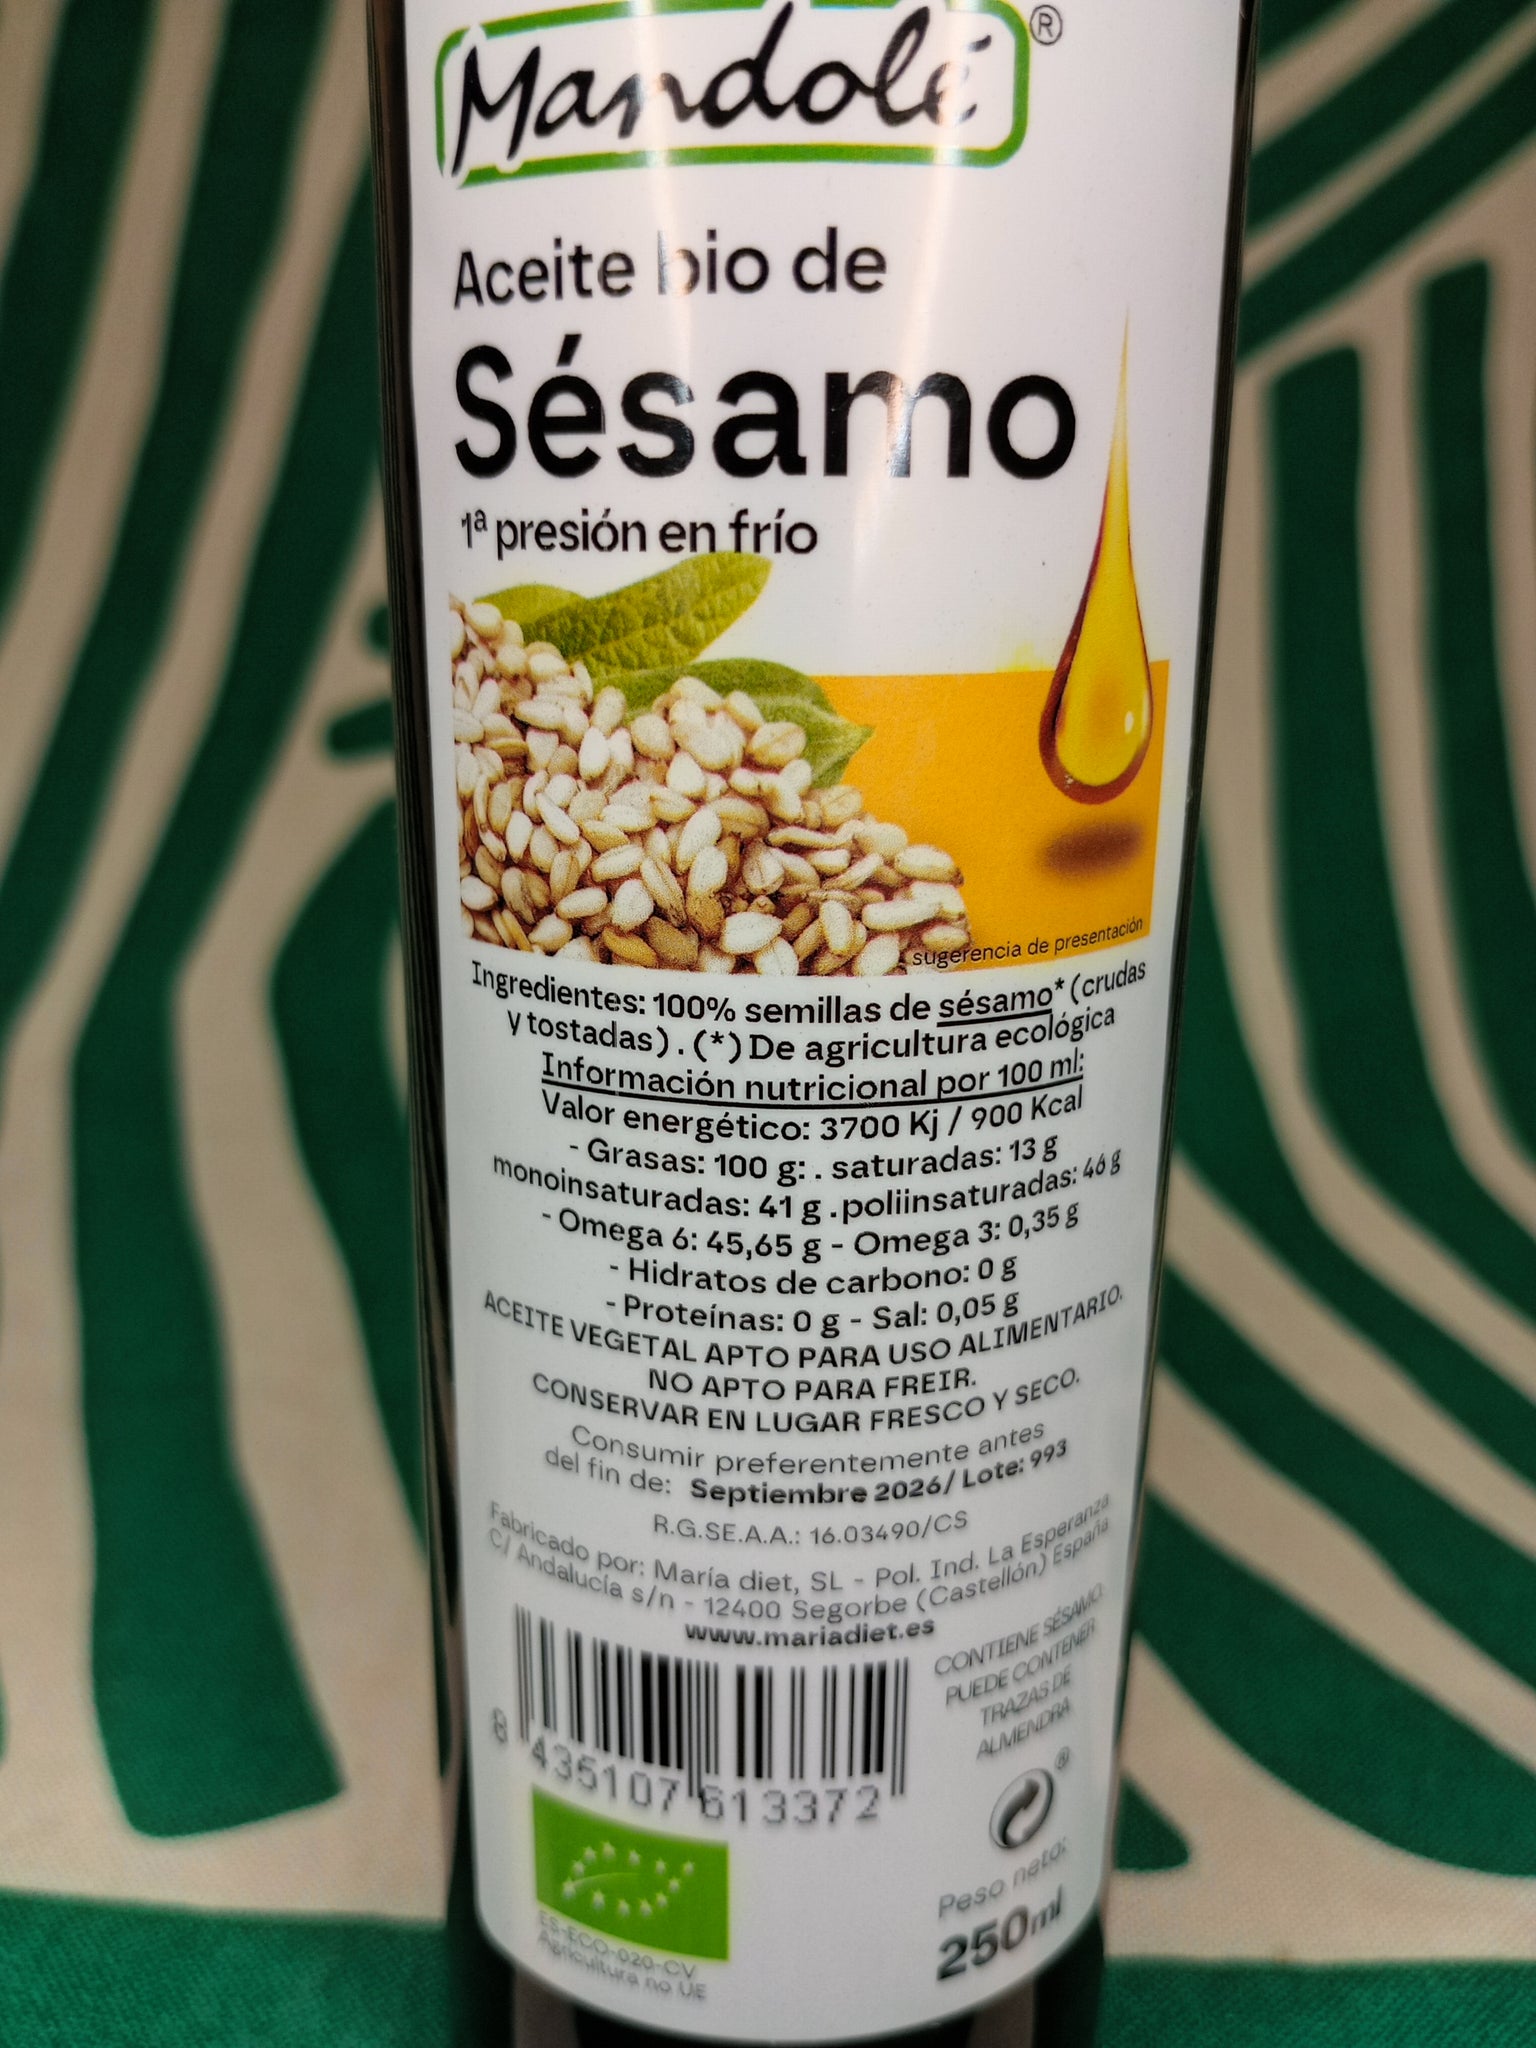 Mandolé ®
Aceite bio de
Sésamo
1ª presión en frío
sugerencia de presentación
Ingredientes: 100% semillas de sésamo* (crudas
y tostadas). (*) De agricultura ecológica
Información nutricional por 100 ml:
Valor energético: 3700 Kj / 900 Kcal
- Grasas: 100 g: . saturadas: 13 g
monoinsaturadas: 41 g .poliinsaturadas: 46 g
- Omega 6: 45,65 g - Omega 3: 0,35 g
- Hidratos de carbono: 0 g
- Proteínas: 0 g - Sal: 0,05 g
ACEITE VEGETAL APTO PARA USO ALIMENTARIO.
NO APTO PARA FREIR.
CONSERVAR EN LUGAR FRESCO Y SECO.
Consumir preferentemente antes
del fin de: Septiembre 2026/ Lote: 993
R.G.SE.A.A.: 16.03490/CS
Fabricado por: María diet, SL - Pol. Ind. La Esperanza
C/ Andalucía s/n - 12400 Segorbe (Castellón) España
www.mariadiet.es
CONTIENE SÉSAMO.
PUEDE CONTENER
TRAZAS DE
ALMENDRA
8 435107 613372
®
ES-ECO-020-CV
Agricultura no UE
Peso neto:
250ml